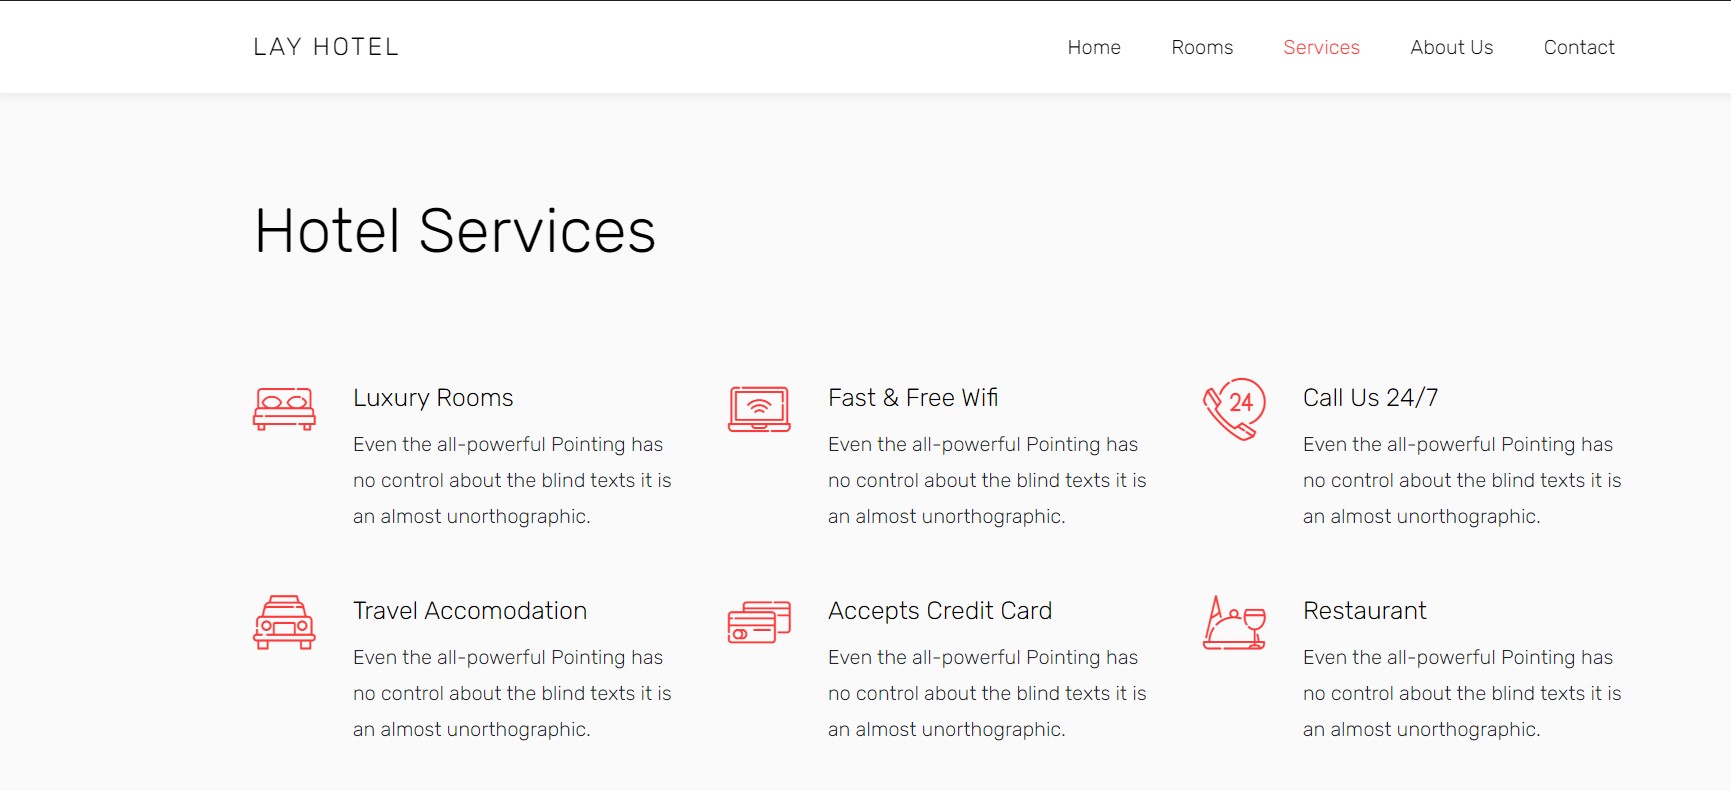 LAY HOTEL
Home
Rooms
Services
About Us
Contact
Hotel Services
Luxury Rooms
Even the all-powerful Pointing has
no control about the blind texts it is
an almost unorthographic.
Fast & Free Wifi
Even the all-powerful Pointing has
no control about the blind texts it is
an almost unorthographic.
24
Call Us 24/7
Even the all-powerful Pointing has
no control about the blind texts it is
an almost unorthographic.
Travel Accomodation
Even the all-powerful Pointing has
no control about the blind texts it is
an almost unorthographic.
Accepts Credit Card
Even the all-powerful Pointing has
no control about the blind texts it is
an almost unorthographic.
Restaurant
Even the all-powerful Pointing has
no control about the blind texts it is
an almost unorthographic.